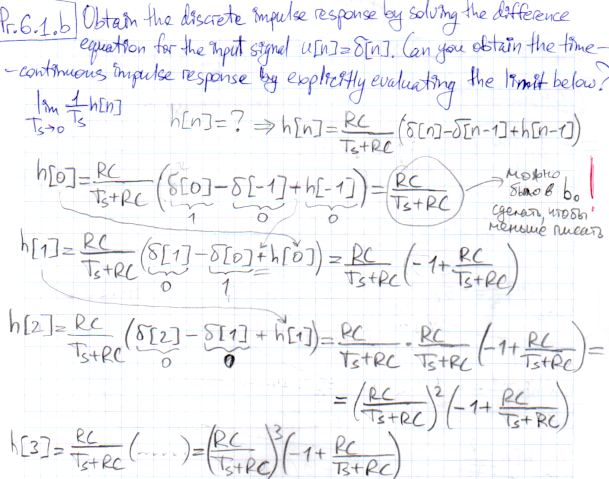 Pr.6.1.b Obtain the discrete impulse response by solving the difference
equation for the input signal u[n]=δ[n]. Can you obtain the time-
-continuous impulse response by explicitly evaluating the limit below?
lim Ts→0 1/Ts h[n] h[n]=? ⇒ h[n]= RC/(Ts+RC) (δ[n]-δ[n-1]+h[n-1])
h[0]= RC/(Ts+RC) (δ[0]-δ[-1]+h[-1])= RC/(Ts+RC) → можно
1 0 0 было в b₀ !
сделать, чтобы
меньше писать
h[1]= RC/(Ts+RC) (δ[1]-δ[0]+h[0])= RC/(Ts+RC) (-1+ RC/(Ts+RC))
0 1
h[2]= RC/(Ts+RC) (δ[2]-δ[1]+h[1])= RC/(Ts+RC) · RC/(Ts+RC) (-1+ RC/(Ts+RC))=
0 0
= (RC/(Ts+RC))² (-1+ RC/(Ts+RC))
h[3]= RC/(Ts+RC) (.....)= (RC/(Ts+RC))³ (-1+ RC/(Ts+RC))